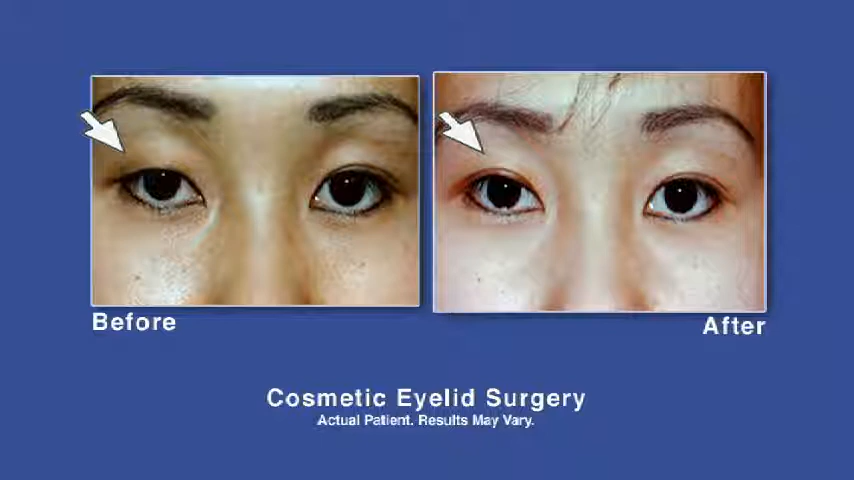 Before
After
Cosmetic Eyelid Surgery
Actual Patient. Results May Vary.